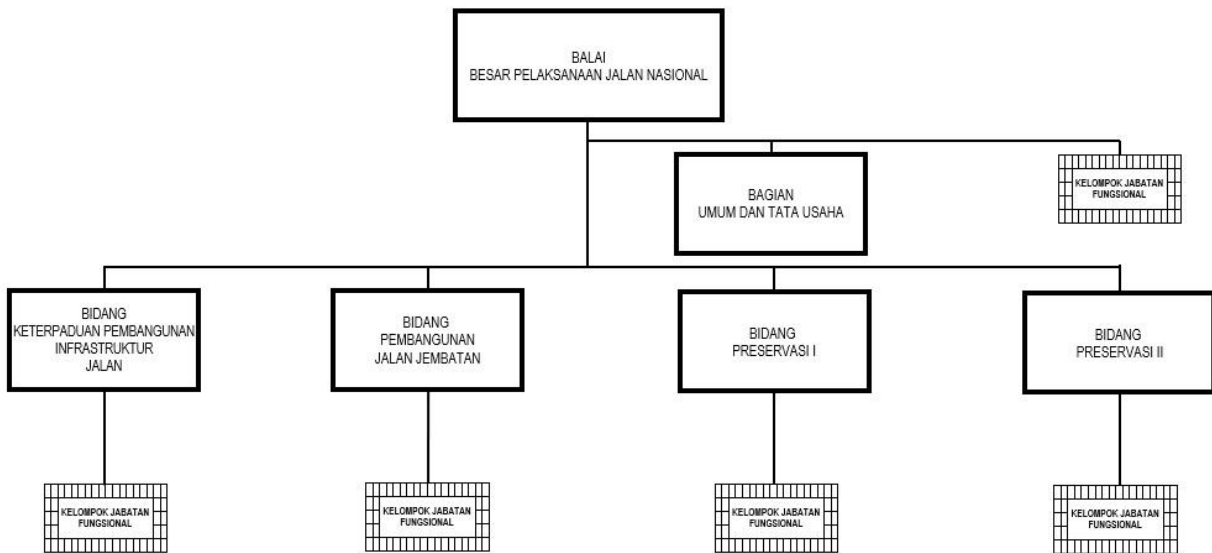 BALAI
BESAR PELAKSANAAN JALAN NASIONAL
BAGIAN
UMUM DAN TATA USAHA
KELOMPOK JABATAN
FUNGSIONAL
BIDANG
KETERPADUAN PEMBANGUNAN
INFRASTRUKTUR
JALAN
BIDANG
PEMBANGUNAN
JALAN JEMBATAN
BIDANG
PRESERVASI I
BIDANG
PRESERVASI II
KELOMPOK JABATAN
FUNGSIONAL
KELOMPOK JABATAN
FUNGSIONAL
KELOMPOK JABATAN
FUNGSIONAL
KELOMPOK JABATAN
FUNGSIONAL